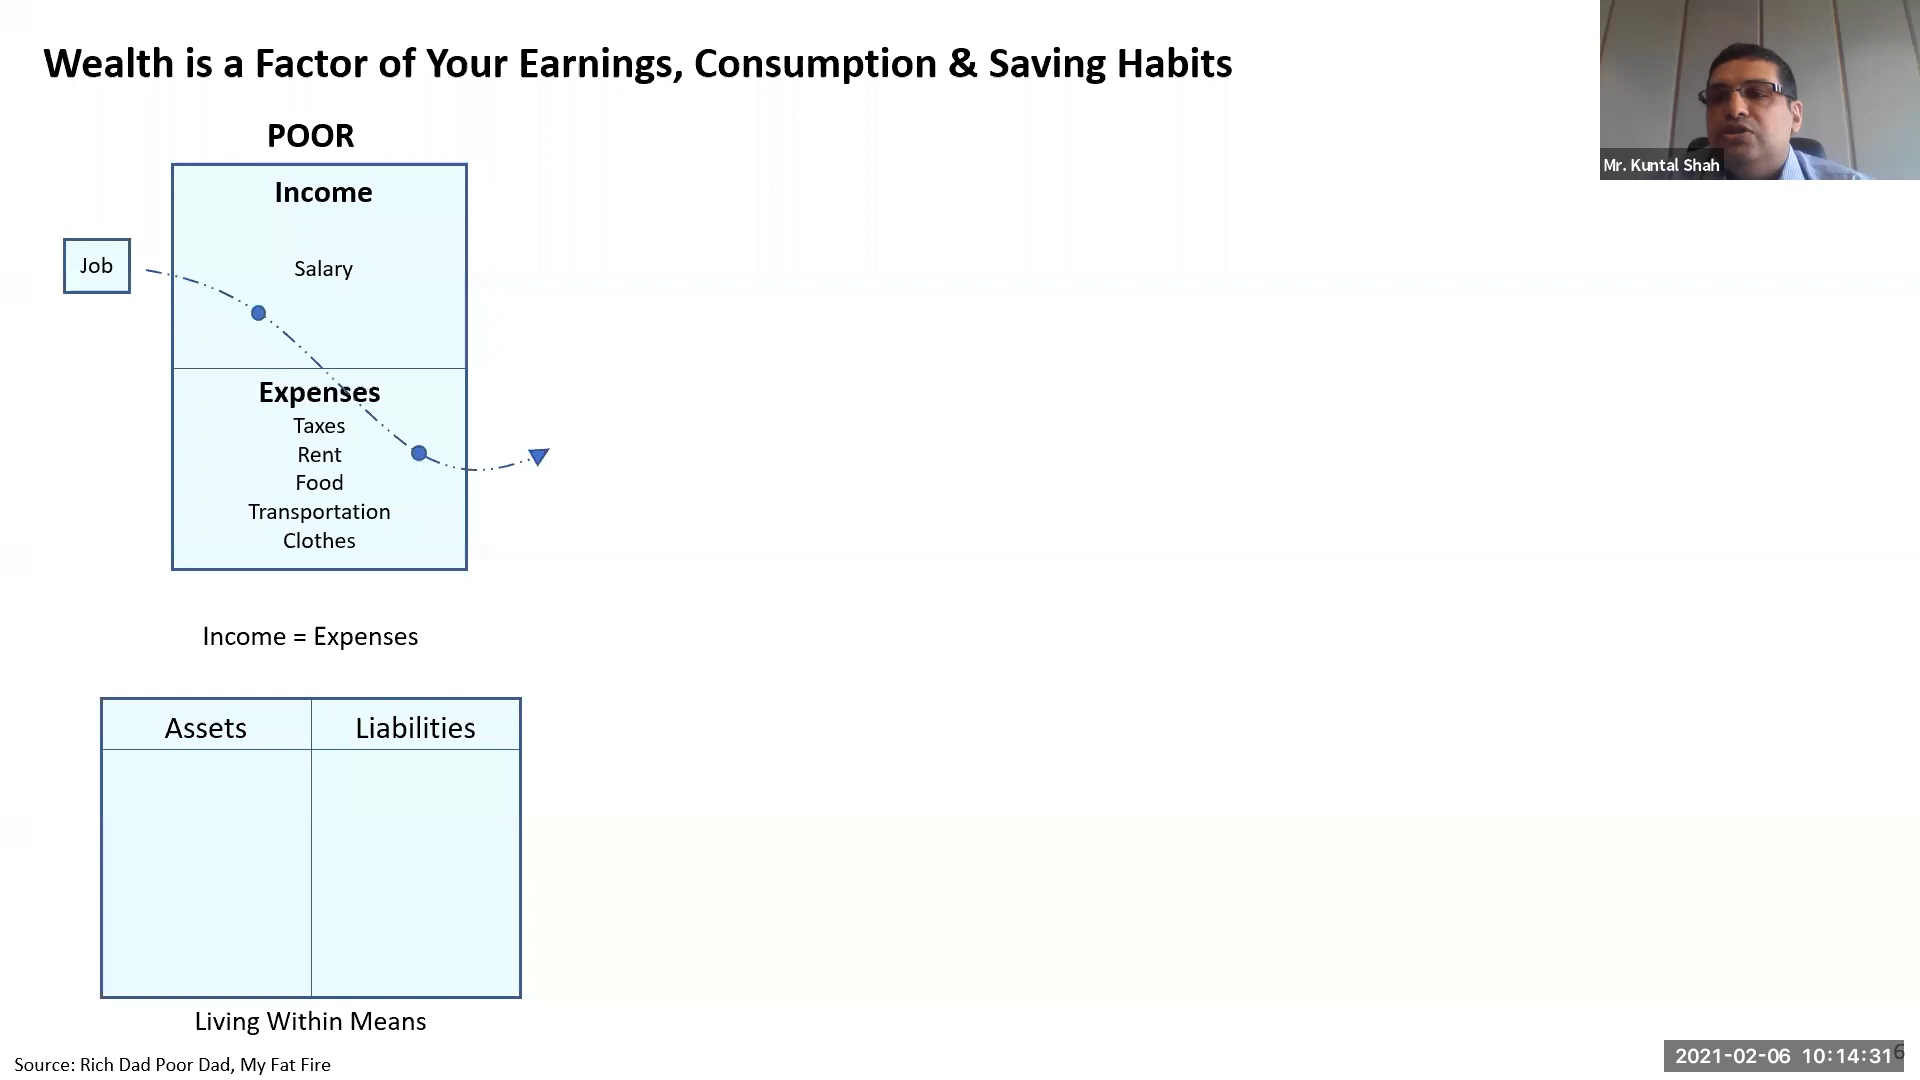 Wealth is a Factor of Your Earnings, Consumption & Saving Habits
Mr. Kuntal Shah
POOR
Income
Job
Salary
Expenses
Taxes
Rent
Food
Transportation
Clothes
Income = Expenses
Assets
Liabilities
Living Within Means
Source: Rich Dad Poor Dad, My Fat Fire
2021-02-06 10:14:31
6